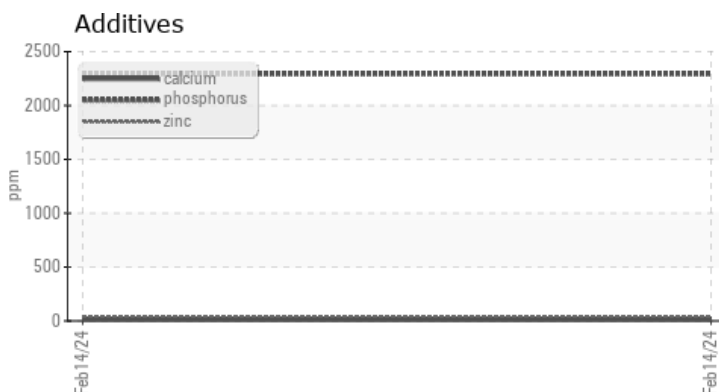 Additives
2500
2000
1500
1000
500
0
ppm
calcium
phosphorus
zinc
Feb14/24
Feb14/24